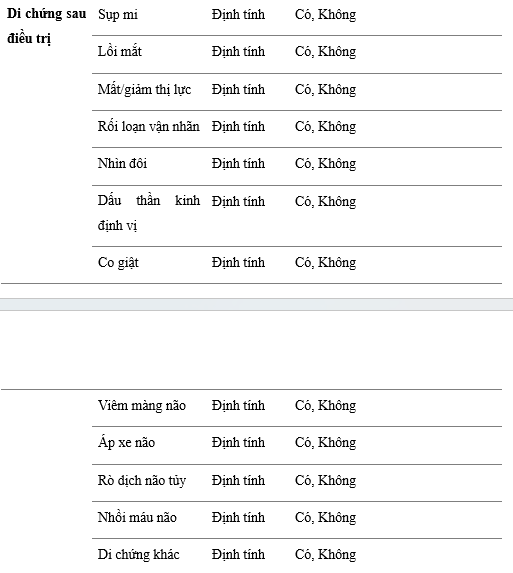 Di chứng sau Sụp mi Định tính Có, Không
điều trị
Lồi mắt Định tính Có, Không
Mất/giảm thị lực Định tính Có, Không
Rối loạn vận nhãn Định tính Có, Không
Nhìn đôi Định tính Có, Không
Dấu thần kinh Định tính Có, Không
định vị
Co giật Định tính Có, Không
Viêm màng não Định tính Có, Không
Áp xe não Định tính Có, Không
Rò dịch não tủy Định tính Có, Không
Nhồi máu não Định tính Có, Không
Di chứng khác Định tính Có, Không